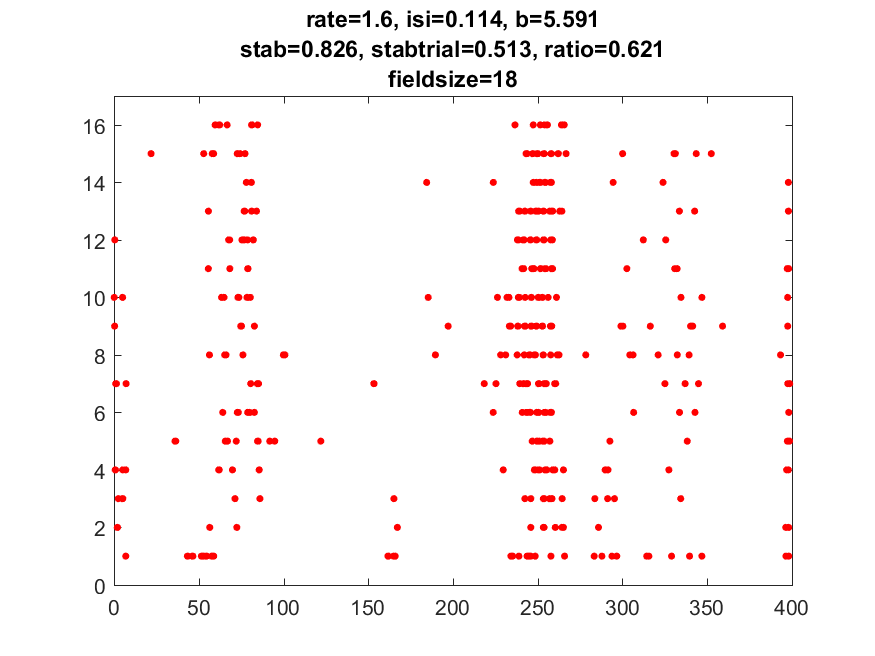 rate=1.6, isi=0.114, b=5.591
stab=0.826, stabtrial=0.513, ratio=0.621
fieldsize=18
16
14
12
10
8
6
4
2
0
0 50 100 150 200 250 300 350 400